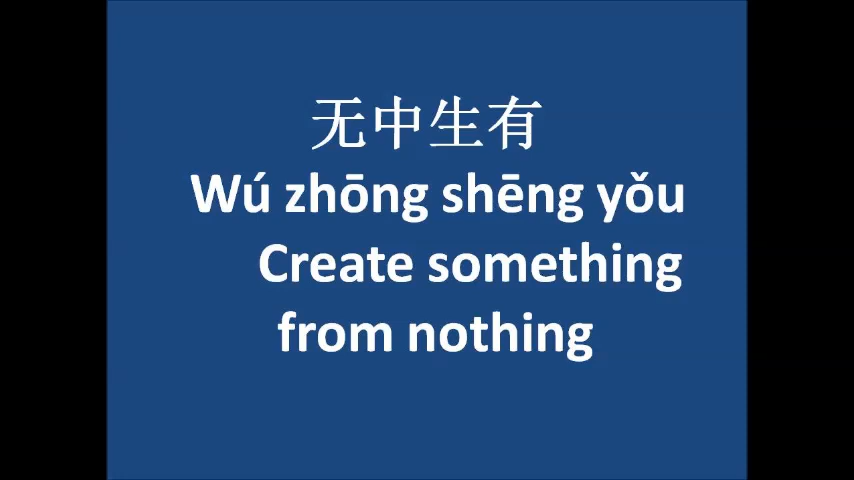 无中生有
Wú zhōng shēng yǒu
Create something
from nothing